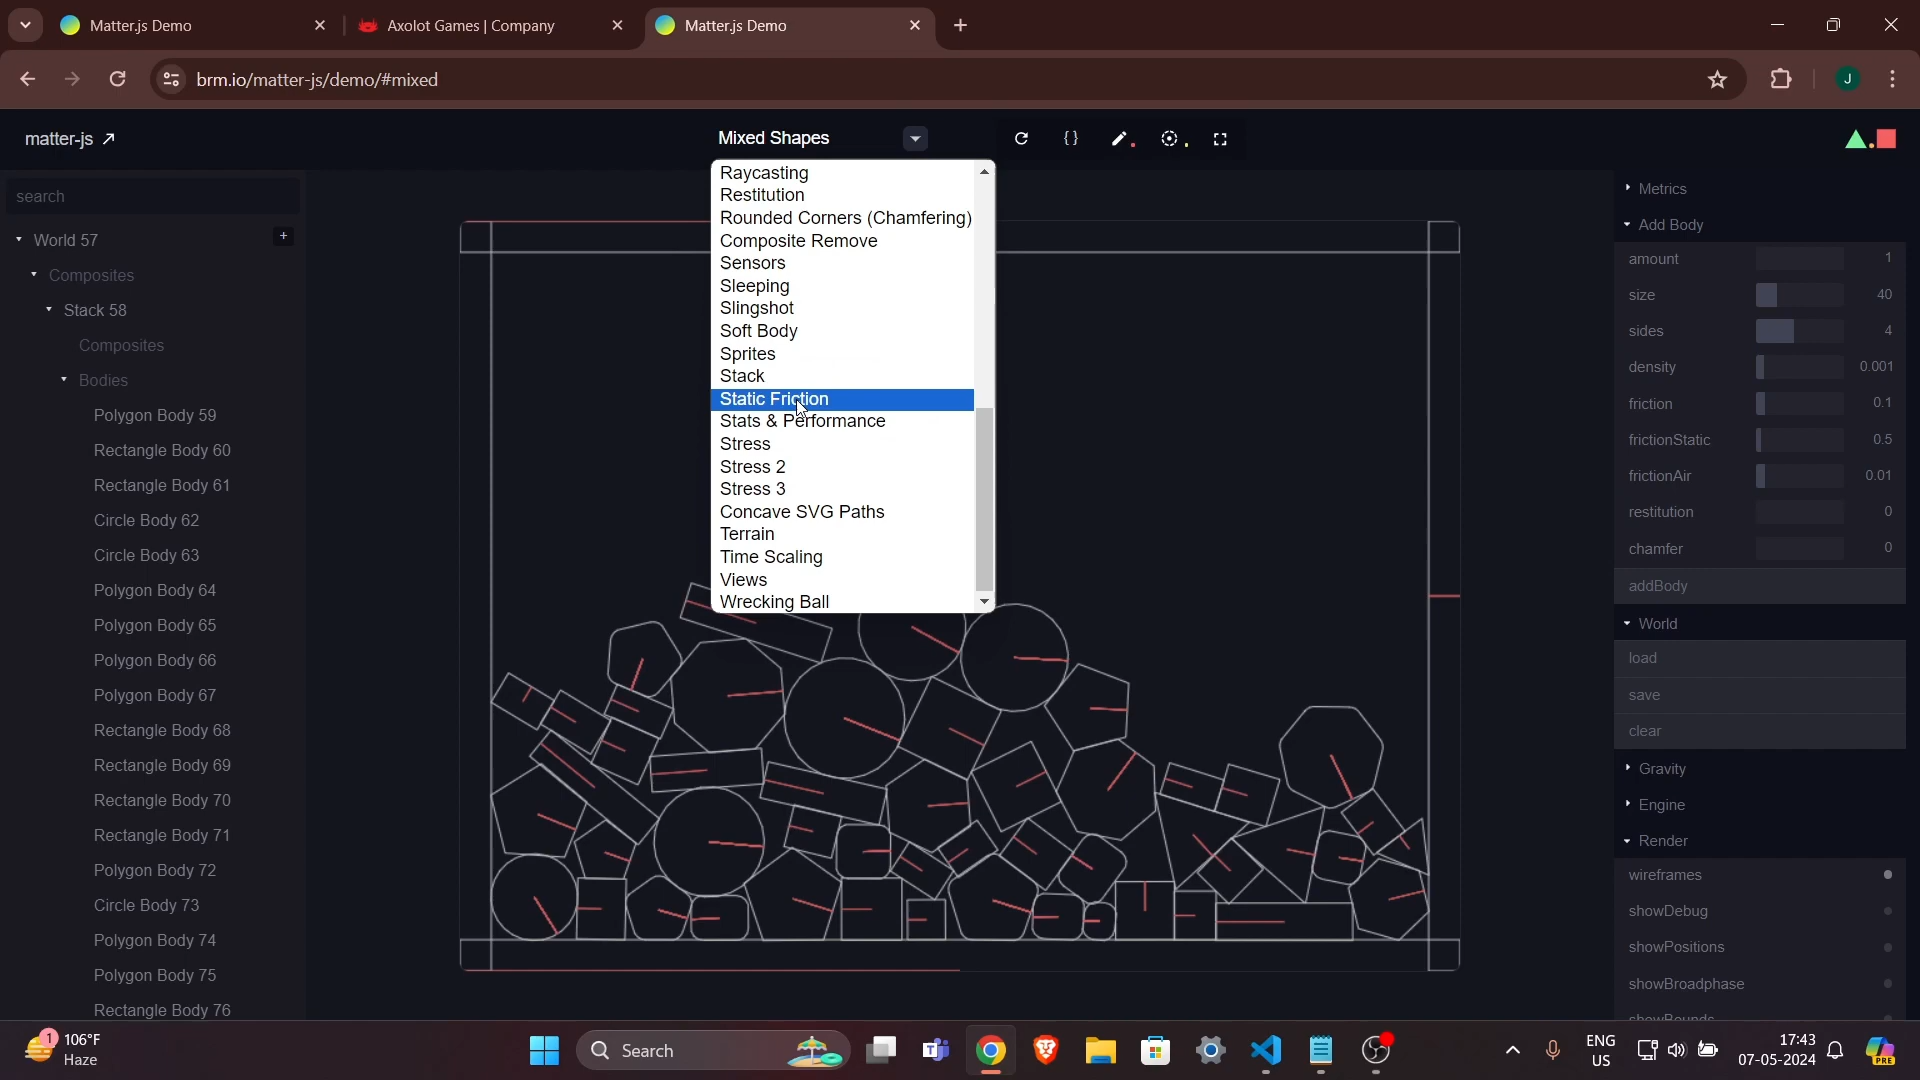 Matter.js Demo
Axolot Games | Company
Matter.js Demo
brm.io/matter-js/demo/#mixed
J
matter-js ↗
Mixed Shapes
{ }
search
World 57
+
Composites
Stack 58
Composites
Bodies
Polygon Body 59
Rectangle Body 60
Rectangle Body 61
Circle Body 62
Circle Body 63
Polygon Body 64
Polygon Body 65
Polygon Body 66
Polygon Body 67
Rectangle Body 68
Rectangle Body 69
Rectangle Body 70
Rectangle Body 71
Polygon Body 72
Circle Body 73
Polygon Body 74
Polygon Body 75
Rectangle Body 76
Raycasting
Restitution
Rounded Corners (Chamfering)
Composite Remove
Sensors
Sleeping
Slingshot
Soft Body
Sprites
Stack
Static Friction
Stats & Performance
Stress
Stress 2
Stress 3
Concave SVG Paths
Terrain
Time Scaling
Views
Wrecking Ball
Metrics
Add Body
amount 1
size 40
sides 4
density 0.001
friction 0.1
frictionStatic 0.5
frictionAir 0.01
restitution 0
chamfer 0
addBody
World
load
save
clear
Gravity
Engine
Render
wireframes
showDebug
showPositions
showBroadphase
showBounds
1
106°F
Haze
Search
ENG
US
17:43
07-05-2024
PRE